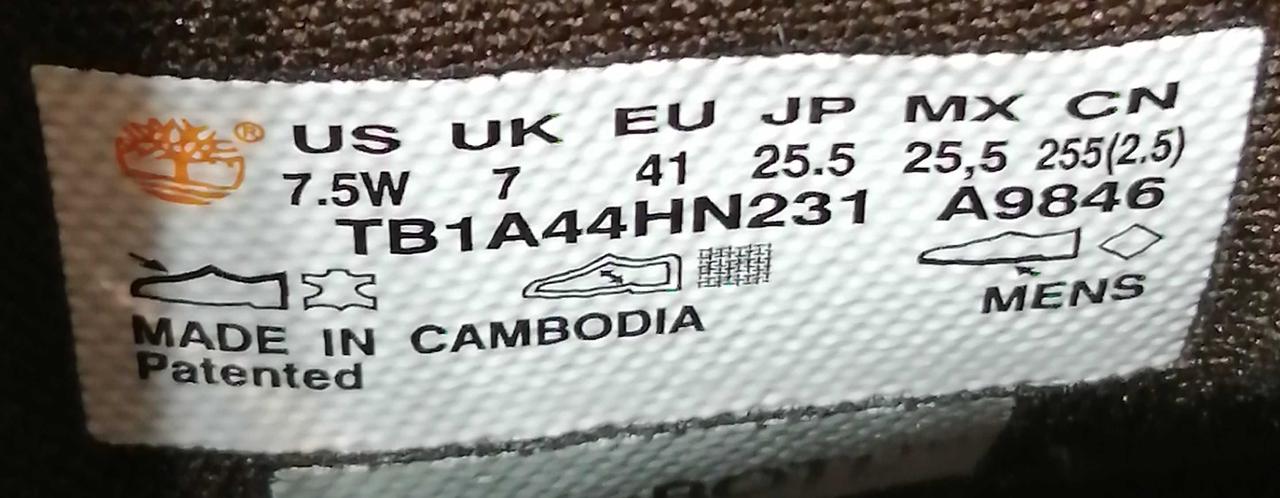 ® US UK EU JP MX CN
7.5W 7 41 25.5 25,5 255(2.5)
TB1A44HN231 A9846
MENS
MADE IN CAMBODIA
Patented